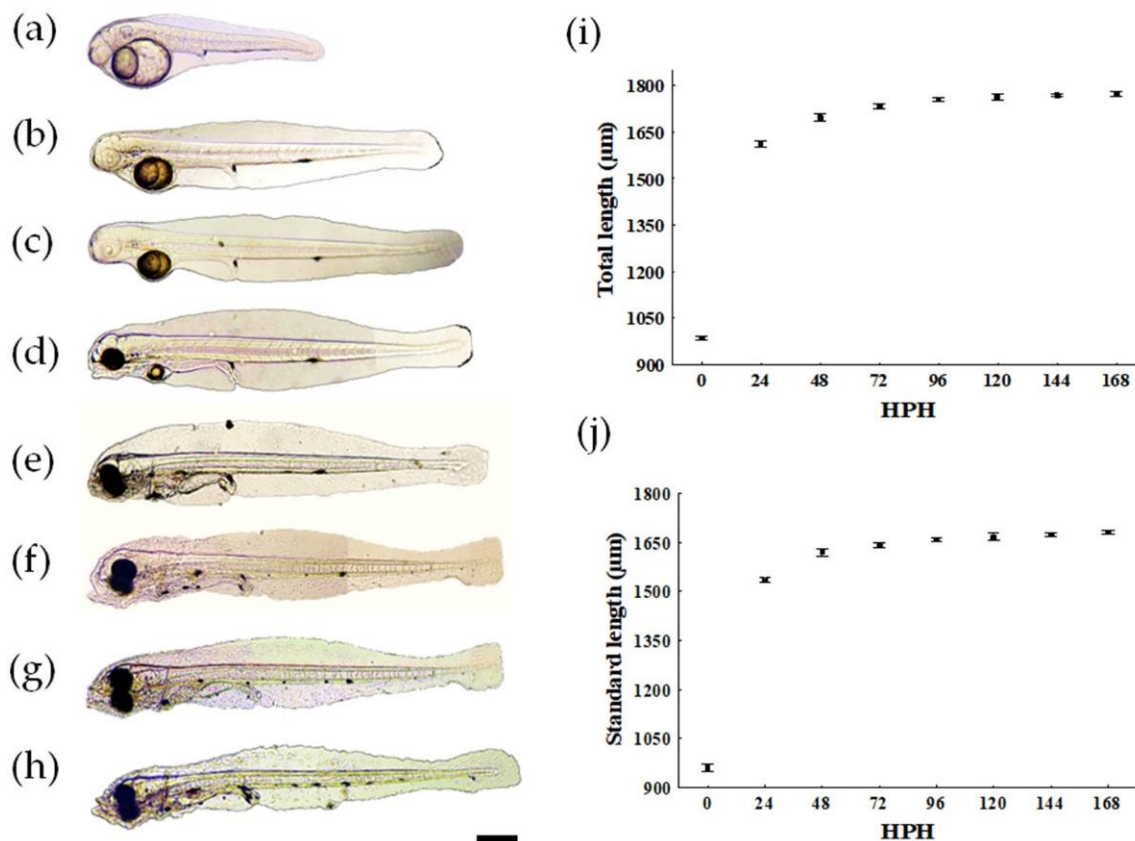 (a)
(b)
(c)
(d)
(e)
(f)
(g)
(h)
(i)
Total length (µm)
1800
1650
1500
1350
1200
1050
900
0 24 48 72 96 120 144 168
HPH
(j)
Standard length (µm)
1800
1650
1500
1350
1200
1050
900
0 24 48 72 96 120 144 168
HPH